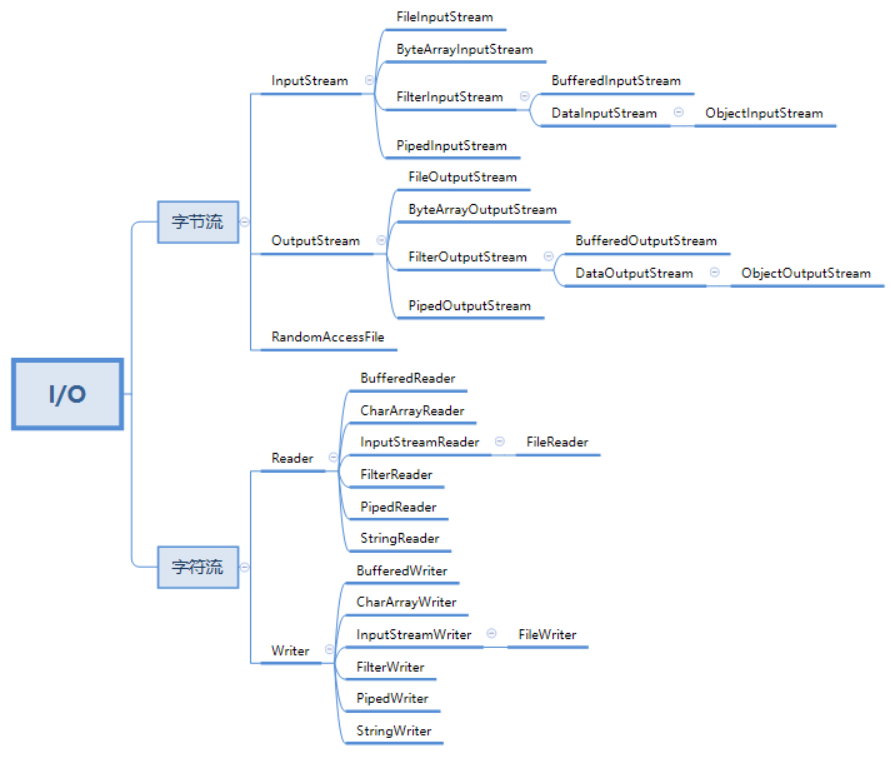 I/O
字节流
InputStream
FileInputStream
ByteArrayInputStream
FilterInputStream
BufferedInputStream
DataInputStream
ObjectInputStream
PipedInputStream
OutputStream
FileOutputStream
ByteArrayOutputStream
FilterOutputStream
BufferedOutputStream
DataOutputStream
ObjectOutputStream
PipedOutputStream
RandomAccessFile
字符流
Reader
BufferedReader
CharArrayReader
InputStreamReader
FileReader
FilterReader
PipedReader
StringReader
Writer
BufferedWriter
CharArrayWriter
InputStreamWriter
FileWriter
FilterWriter
PipedWriter
StringWriter